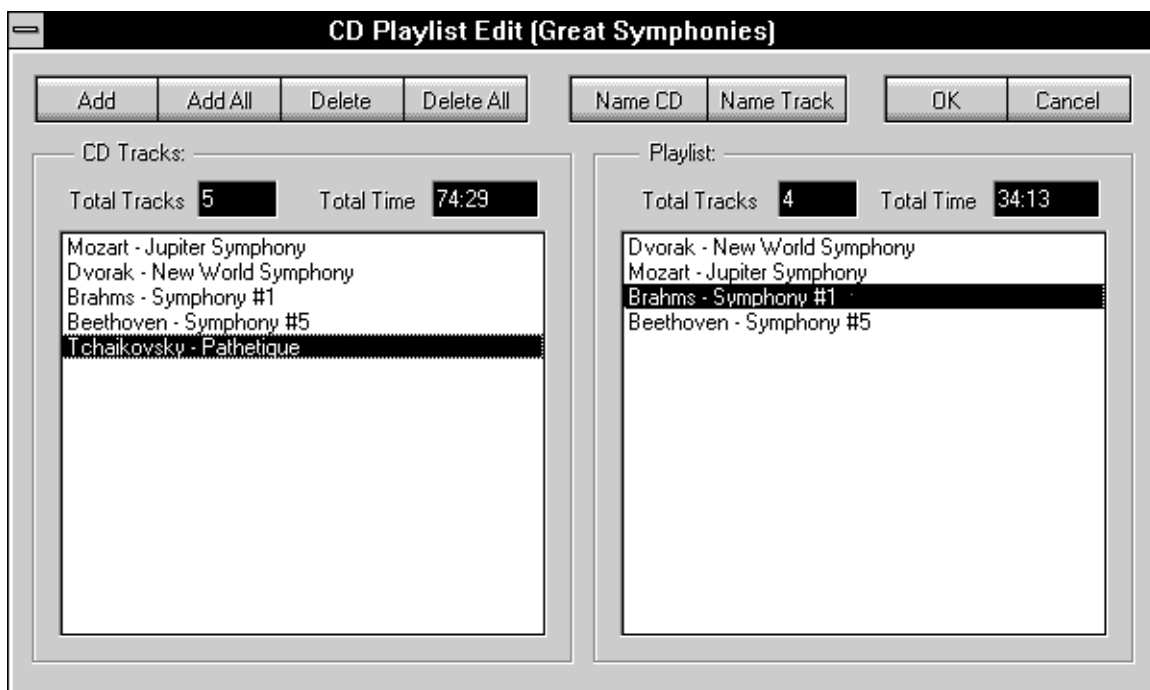 CD Playlist Edit (Great Symphonies)
Add Add All Delete Delete All Name CD Name Track OK Cancel
CD Tracks:
Total Tracks 5 Total Time 74:29
Mozart - Jupiter Symphony
Dvorak - New World Symphony
Brahms - Symphony #1
Beethoven - Symphony #5
Tchaikovsky - Pathetique
Playlist:
Total Tracks 4 Total Time 34:13
Dvorak - New World Symphony
Mozart - Jupiter Symphony
Brahms - Symphony #1
Beethoven - Symphony #5